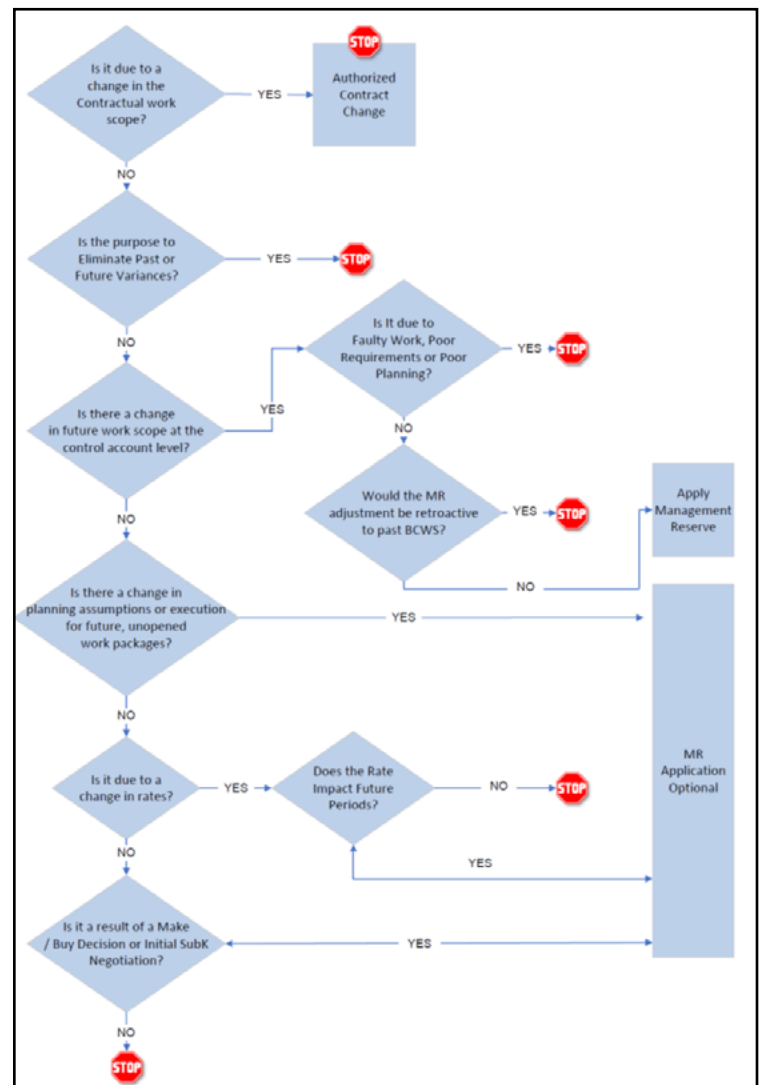 Is it due to a
change in the
Contractual work
scope?
YES
STOP
Authorized
Contract
Change
NO
Is the purpose to
Eliminate Past or
Future Variances?
YES
STOP
NO
Is It due to
Faulty Work, Poor
Requirements or Poor
Planning?
YES
STOP
YES
Is there a change
in future work scope at the
control account level?
NO
NO
Would the MR
adjustment be retroactive
to past BCWS?
YES
STOP
Apply
Management
Reserve
NO
Is there a change in
planning assumptions or execution
for future, unopened
work packages?
YES
NO
MR
Application
Optional
Is it due to a
change in rates?
YES
Does the Rate
Impact Future
Periods?
NO
STOP
NO
YES
Is it a result of a Make
/ Buy Decision or Initial SubK
Negotiation?
YES
NO
STOP